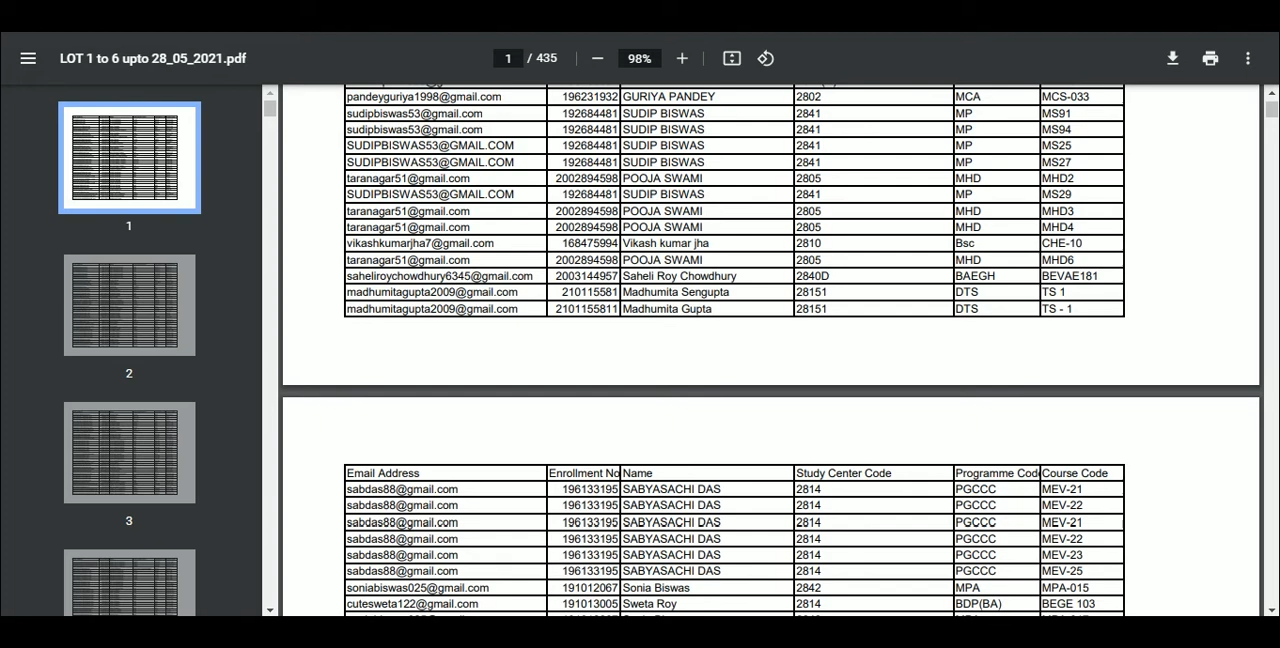 LOT 1 to 6 upto 28_05_2021.pdf 1 / 435 98%
pandeyguriya1998@gmail.com 196231932 GURIYA PANDEY 2802 MCA MCS-033
sudipbiswas53@gmail.com 192684481 SUDIP BISWAS 2841 MP MS91
sudipbiswas53@gmail.com 192684481 SUDIP BISWAS 2841 MP MS94
SUDIPBISWAS53@GMAIL.COM 192684481 SUDIP BISWAS 2841 MP MS25
SUDIPBISWAS53@GMAIL.COM 192684481 SUDIP BISWAS 2841 MP MS27
taranagar51@gmail.com 2002894598 POOJA SWAMI 2805 MHD MHD2
SUDIPBISWAS53@GMAIL.COM 192684481 SUDIP BISWAS 2841 MP MS29
taranagar51@gmail.com 2002894598 POOJA SWAMI 2805 MHD MHD3
taranagar51@gmail.com 2002894598 POOJA SWAMI 2805 MHD MHD4
vikashkumarjha7@gmail.com 168475994 Vikash kumar jha 2810 Bsc CHE-10
taranagar51@gmail.com 2002894598 POOJA SWAMI 2805 MHD MHD6
saheliroychowdhury6345@gmail.com 2003144957 Saheli Roy Chowdhury 2840D BAEGH BEVAE181
madhumitagupta2009@gmail.com 210115581 Madhumita Sengupta 28151 DTS TS 1
madhumitagupta2009@gmail.com 2101155811 Madhumita Gupta 28151 DTS TS - 1
Email Address Enrollment No Name Study Center Code Programme Cod Course Code
sabdas88@gmail.com 196133195 SABYASACHI DAS 2814 PGCCC MEV-21
sabdas88@gmail.com 196133195 SABYASACHI DAS 2814 PGCCC MEV-22
sabdas88@gmail.com 196133195 SABYASACHI DAS 2814 PGCCC MEV-21
sabdas88@gmail.com 196133195 SABYASACHI DAS 2814 PGCCC MEV-22
sabdas88@gmail.com 196133195 SABYASACHI DAS 2814 PGCCC MEV-23
sabdas88@gmail.com 196133195 SABYASACHI DAS 2814 PGCCC MEV-25
soniabiswas025@gmail.com 191012067 Sonia Biswas 2842 MPA MPA-015
cutesweta122@gmail.com 191013005 Sweta Roy 2814 BDP(BA) BEGE 103
1
2
3